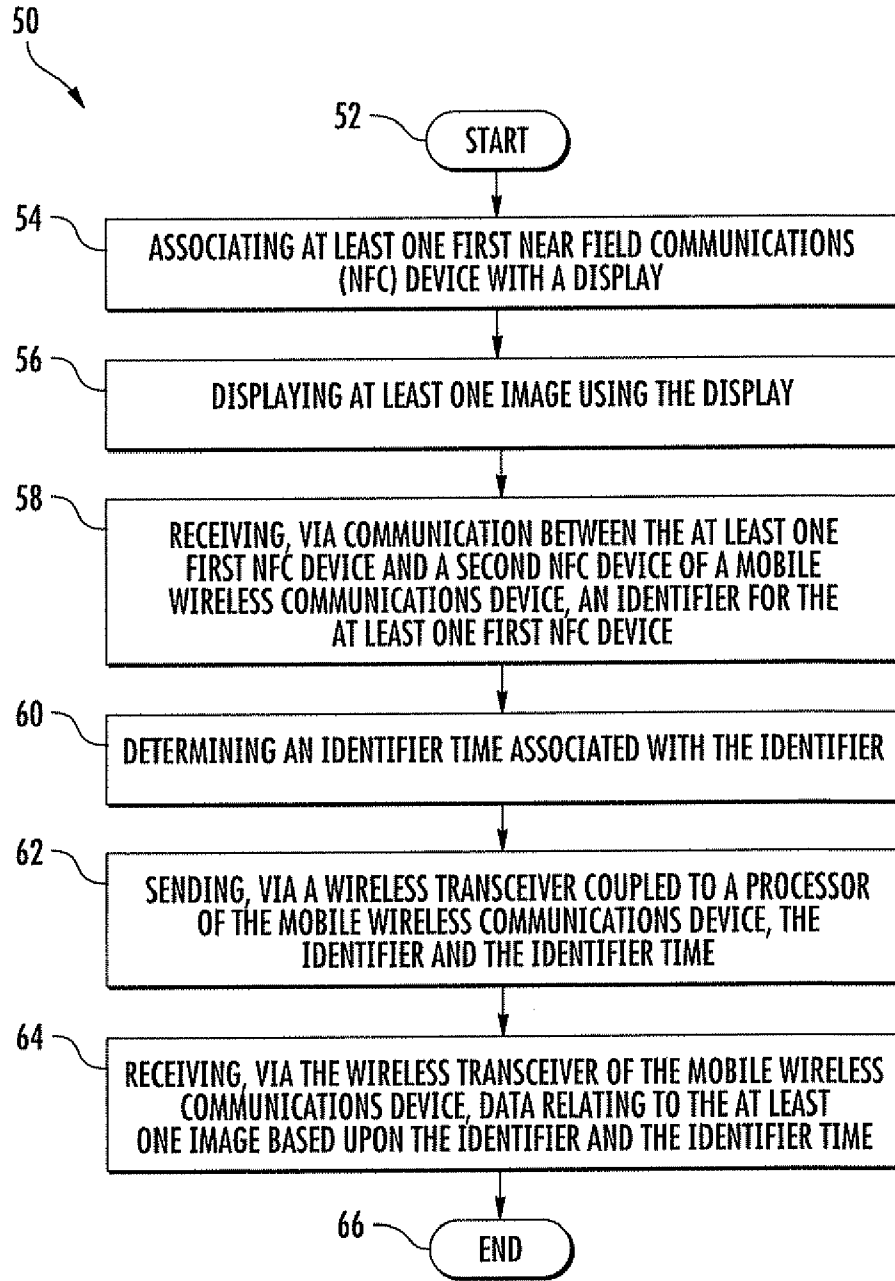 50
52
START
54
ASSOCIATING AT LEAST ONE FIRST NEAR FIELD COMMUNICATIONS
(NFC) DEVICE WITH A DISPLAY
56
DISPLAYING AT LEAST ONE IMAGE USING THE DISPLAY
58
RECEIVING, VIA COMMUNICATION BETWEEN THE AT LEAST ONE
FIRST NFC DEVICE AND A SECOND NFC DEVICE OF A MOBILE
WIRELESS COMMUNICATIONS DEVICE, AN IDENTIFIER FOR THE
AT LEAST ONE FIRST NFC DEVICE
60
DETERMINING AN IDENTIFIER TIME ASSOCIATED WITH THE IDENTIFIER
62
SENDING, VIA A WIRELESS TRANSCEIVER COUPLED TO A PROCESSOR
OF THE MOBILE WIRELESS COMMUNICATIONS DEVICE, THE
IDENTIFIER AND THE IDENTIFIER TIME
64
RECEIVING, VIA THE WIRELESS TRANSCEIVER OF THE MOBILE WIRELESS
COMMUNICATIONS DEVICE, DATA RELATING TO THE AT LEAST
ONE IMAGE BASED UPON THE IDENTIFIER AND THE IDENTIFIER TIME
66
END